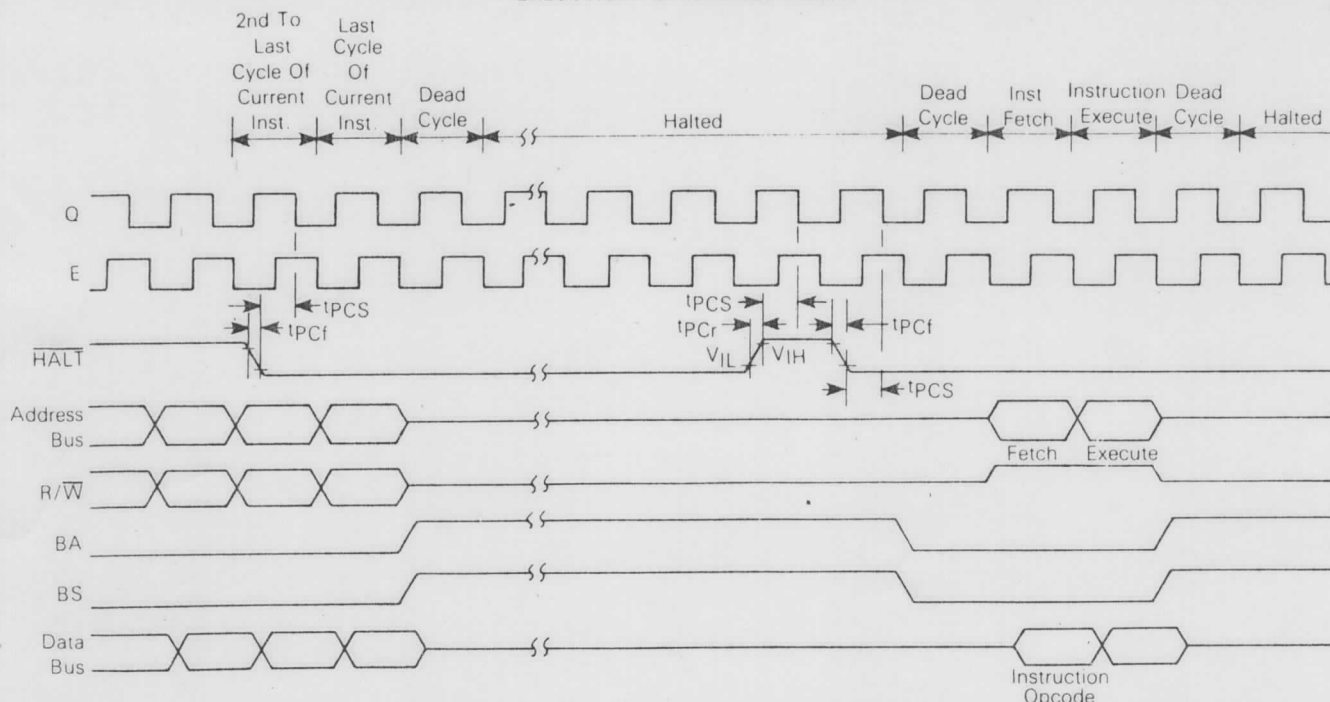 2nd To
Last
Cycle Of
Current
Inst.
Last
Cycle
Of
Current
Inst.
Dead
Cycle
Halted
Dead
Cycle
Inst
Fetch
Instruction
Execute
Dead
Cycle
Halted
Q
E
tPCS
tPCf
tPCS
tPCr
tPCf
HALT
VIL
VIH
tPCS
Address
Bus
Fetch
Execute
R/W
BA
BS
Data
Bus
Instruction
Opcode